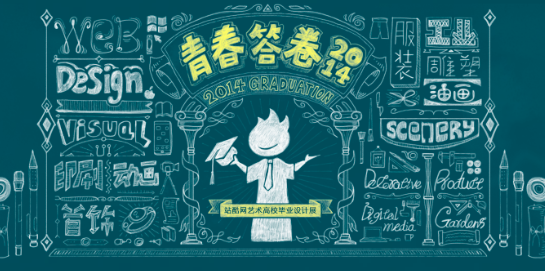 WEB
Design
Visual
印刷
动画
首饰
青春答卷
2014
2014 GRADUATION
站酷网艺术高校毕业设计展
服装
工业
雕塑
油画
SCENERY
Decorative
Produte
Digital
media
Gardens